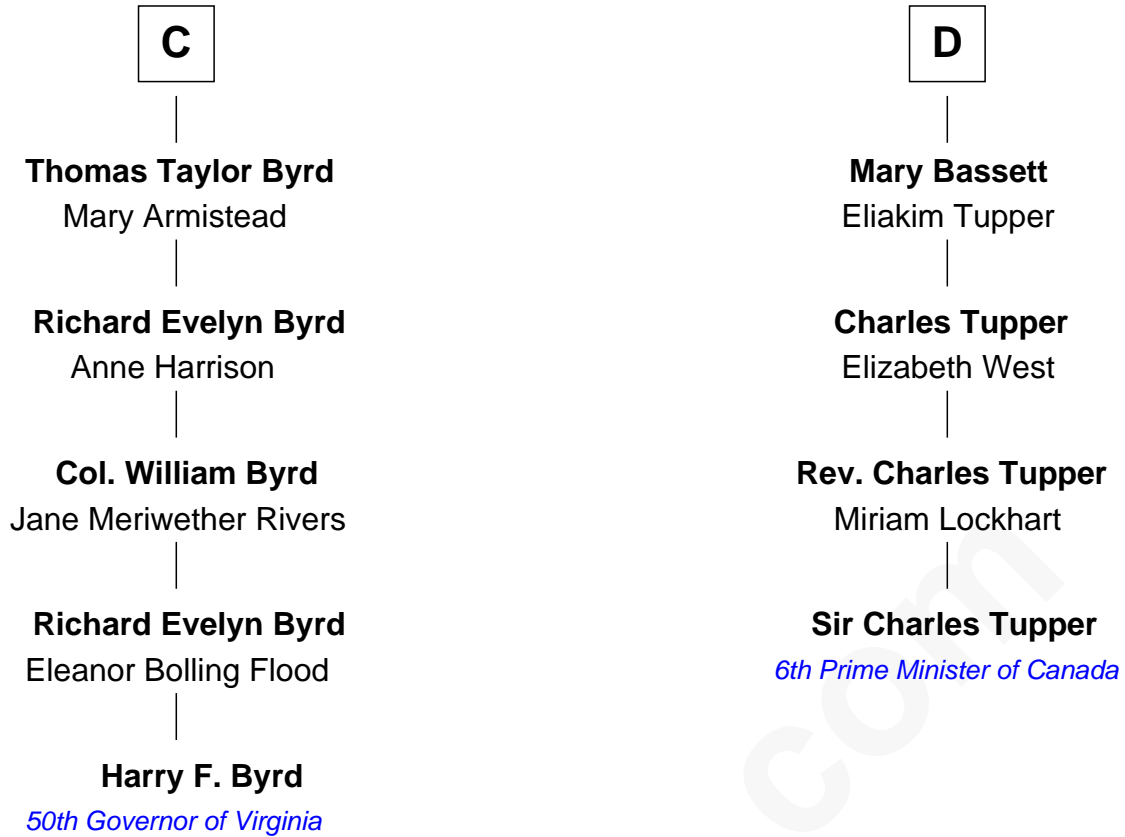 C
Thomas Taylor Byrd
Mary Armistead
Richard Evelyn Byrd
Anne Harrison
Col. William Byrd
Jane Meriwether Rivers
Richard Evelyn Byrd
Eleanor Bolling Flood
Harry F. Byrd
50th Governor of Virginia
D
Mary Bassett
Eliakim Tupper
Charles Tupper
Elizabeth West
Rev. Charles Tupper
Miriam Lockhart
Sir Charles Tupper
6th Prime Minister of Canada
com